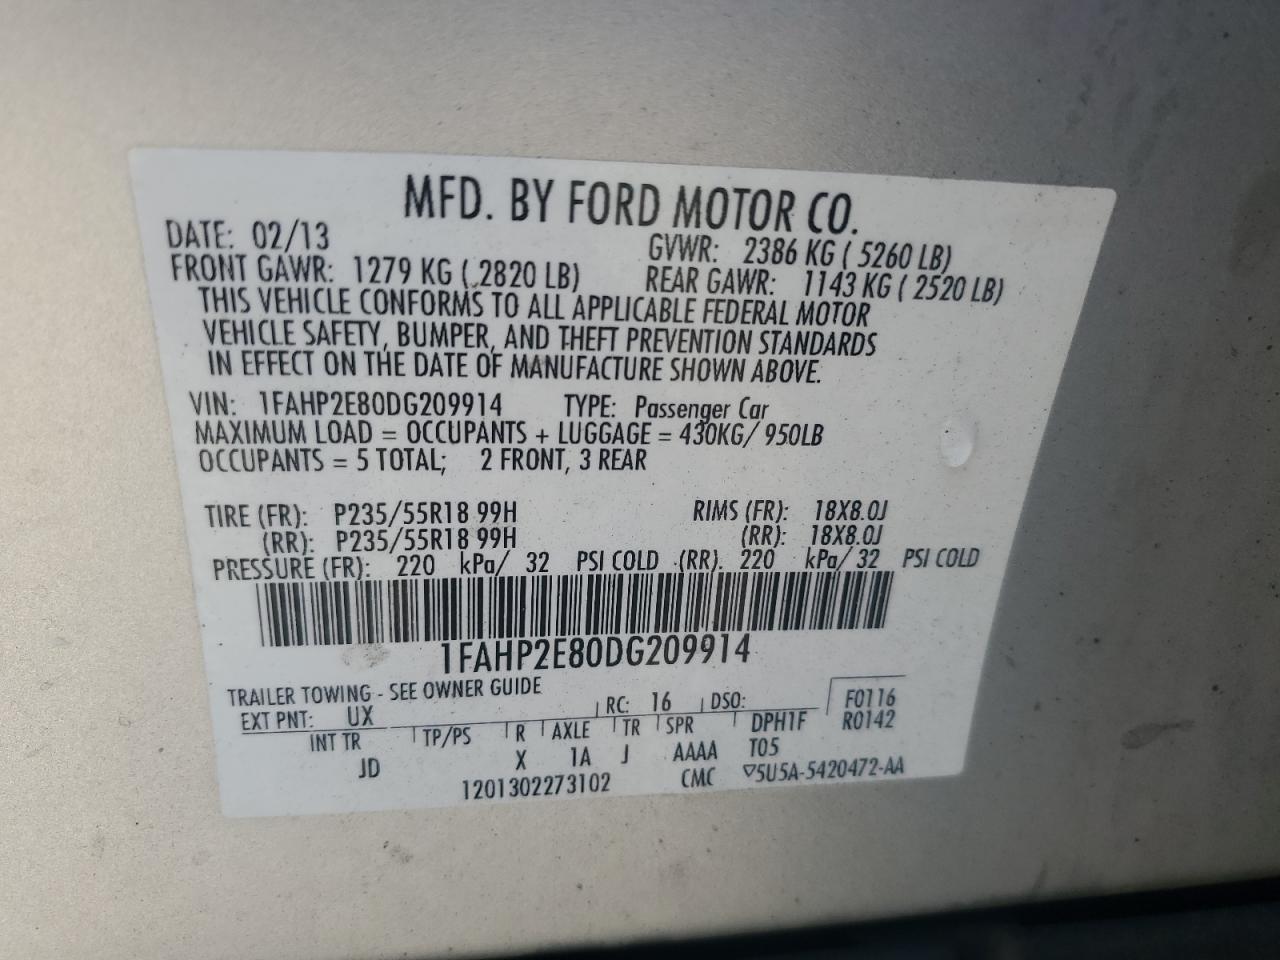 MFD. BY FORD MOTOR CO.
DATE: 02/13 GVWR: 2386 KG ( 5260 LB)
FRONT GAWR: 1279 KG ( 2820 LB) REAR GAWR: 1143 KG ( 2520 LB)
THIS VEHICLE CONFORMS TO ALL APPLICABLE FEDERAL MOTOR
VEHICLE SAFETY, BUMPER, AND THEFT PREVENTION STANDARDS
IN EFFECT ON THE DATE OF MANUFACTURE SHOWN ABOVE.
VIN: 1FAHP2E80DG209914 TYPE: Passenger Car
MAXIMUM LOAD = OCCUPANTS + LUGGAGE = 430KG/ 950LB
OCCUPANTS = 5 TOTAL; 2 FRONT, 3 REAR
TIRE (FR): P235/55R18 99H RIMS (FR): 18X8.0J
(RR): P235/55R18 99H (RR): 18X8.0J
PRESSURE (FR): 220 kPa/ 32 PSI COLD (RR). 220 kPa/ 32 PSI COLD
1FAHP2E80DG209914
TRAILER TOWING - SEE OWNER GUIDE
EXT PNT: UX RC: 16 DSO: F0116
INT TR TP/PS R AXLE TR SPR DPH1F R0142
JD X 1A J AAAA T05
1201302273102 CMC ▽5U5A-5420472-AA